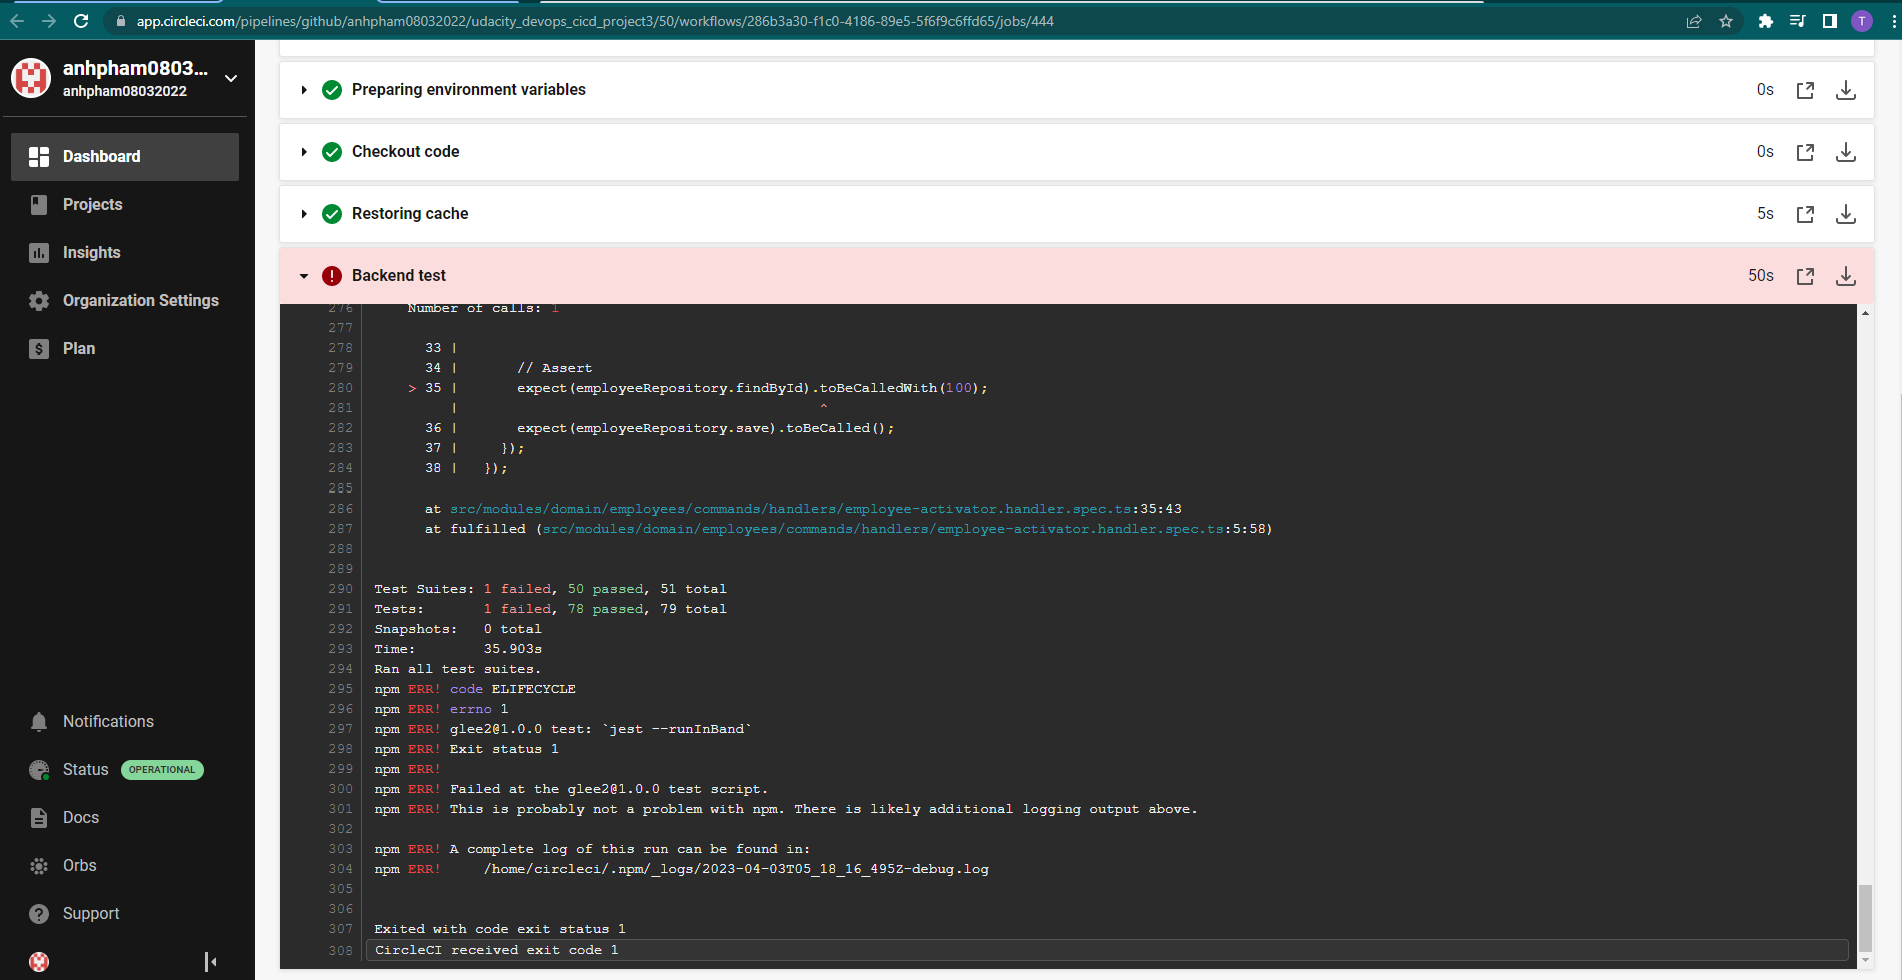 app.circleci.com/pipelines/github/anhpham08032022/udacity_devops_cicd_project3/50/workflows/286b3a30-f1c0-4186-89e5-5f6f9c6ffd65/jobs/444
T
anhpham0803...
anhpham08032022
Dashboard
Projects
Insights
Organization Settings
Plan
Notifications
Status OPERATIONAL
Docs
Orbs
Support
Preparing environment variables 0s
Checkout code 0s
Restoring cache 5s
Backend test 50s
276 Number of calls: 1
277
278 33 |
279 34 | // Assert
280 > 35 | expect(employeeRepository.findById).toBeCalledWith(100);
281 | ^
282 36 | expect(employeeRepository.save).toBeCalled();
283 37 | });
284 38 | });
285
286 at src/modules/domain/employees/commands/handlers/employee-activator.handler.spec.ts:35:43
287 at fulfilled (src/modules/domain/employees/commands/handlers/employee-activator.handler.spec.ts:5:58)
288
289
290 Test Suites: 1 failed, 50 passed, 51 total
291 Tests: 1 failed, 78 passed, 79 total
292 Snapshots: 0 total
293 Time: 35.903s
294 Ran all test suites.
295 npm ERR! code ELIFECYCLE
296 npm ERR! errno 1
297 npm ERR! glee2@1.0.0 test: `jest --runInBand`
298 npm ERR! Exit status 1
299 npm ERR!
300 npm ERR! Failed at the glee2@1.0.0 test script.
301 npm ERR! This is probably not a problem with npm. There is likely additional logging output above.
302
303 npm ERR! A complete log of this run can be found in:
304 npm ERR! /home/circleci/.npm/_logs/2023-04-03T05_18_16_495Z-debug.log
305
306
307 Exited with code exit status 1
308 CircleCI received exit code 1